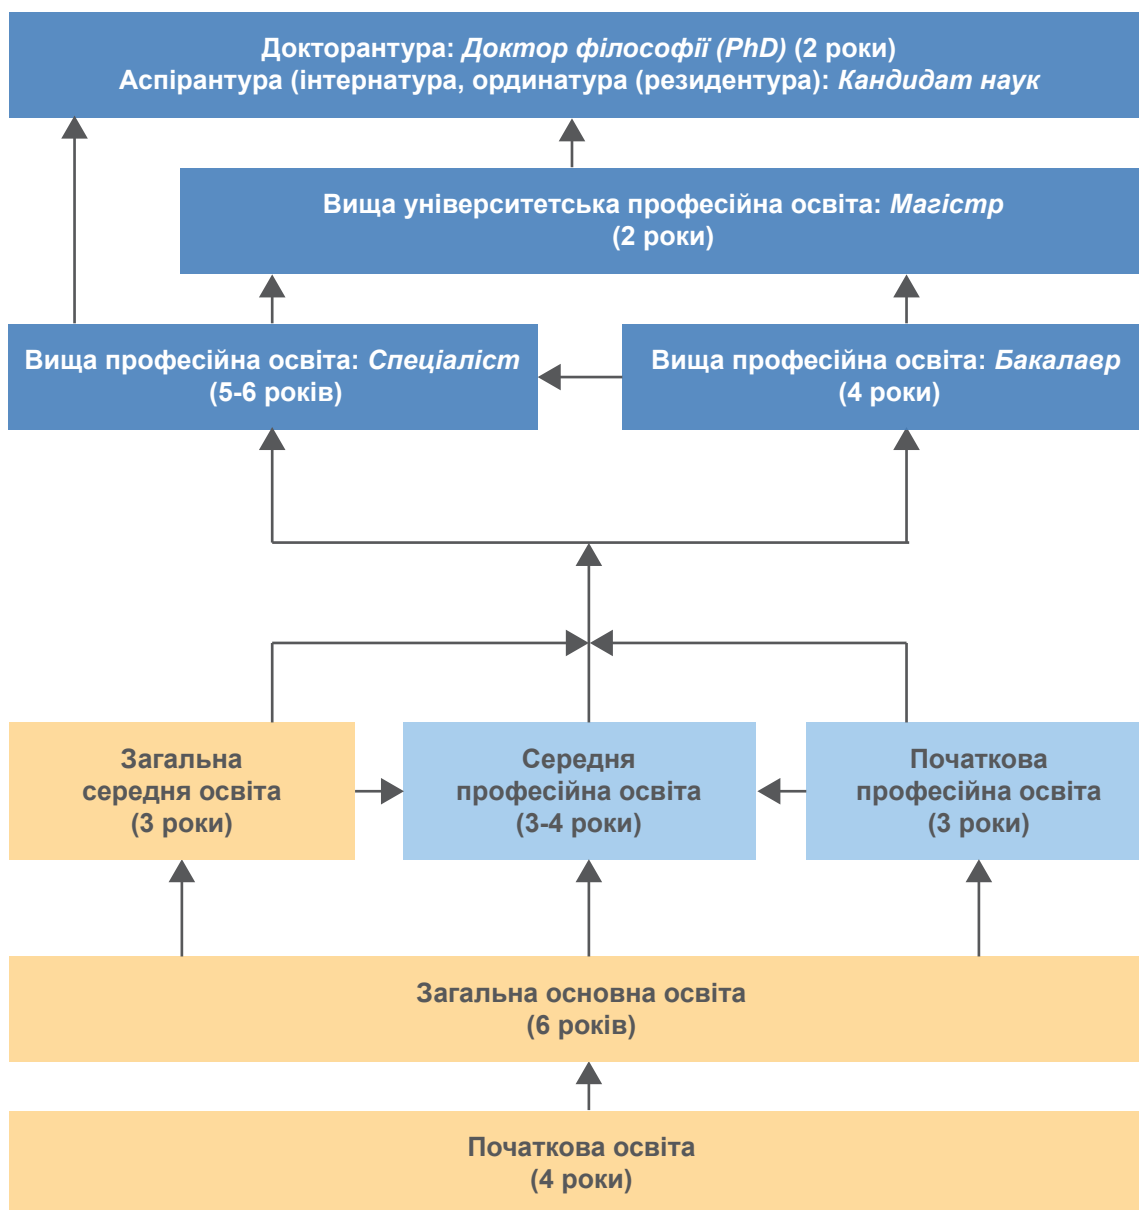 Докторантура: Доктор філософії (PhD) (2 роки)
Аспірантура (інтернатура, ординатура (резидентура): Кандидат наук
Вища університетська професійна освіта: Магістр
(2 роки)
Вища професійна освіта: Спеціаліст
(5-6 років)
Вища професійна освіта: Бакалавр
(4 роки)
Загальна
середня освіта
(3 роки)
Середня
професійна освіта
(3-4 роки)
Початкова
професійна освіта
(3 роки)
Загальна основна освіта
(6 років)
Початкова освіта
(4 роки)